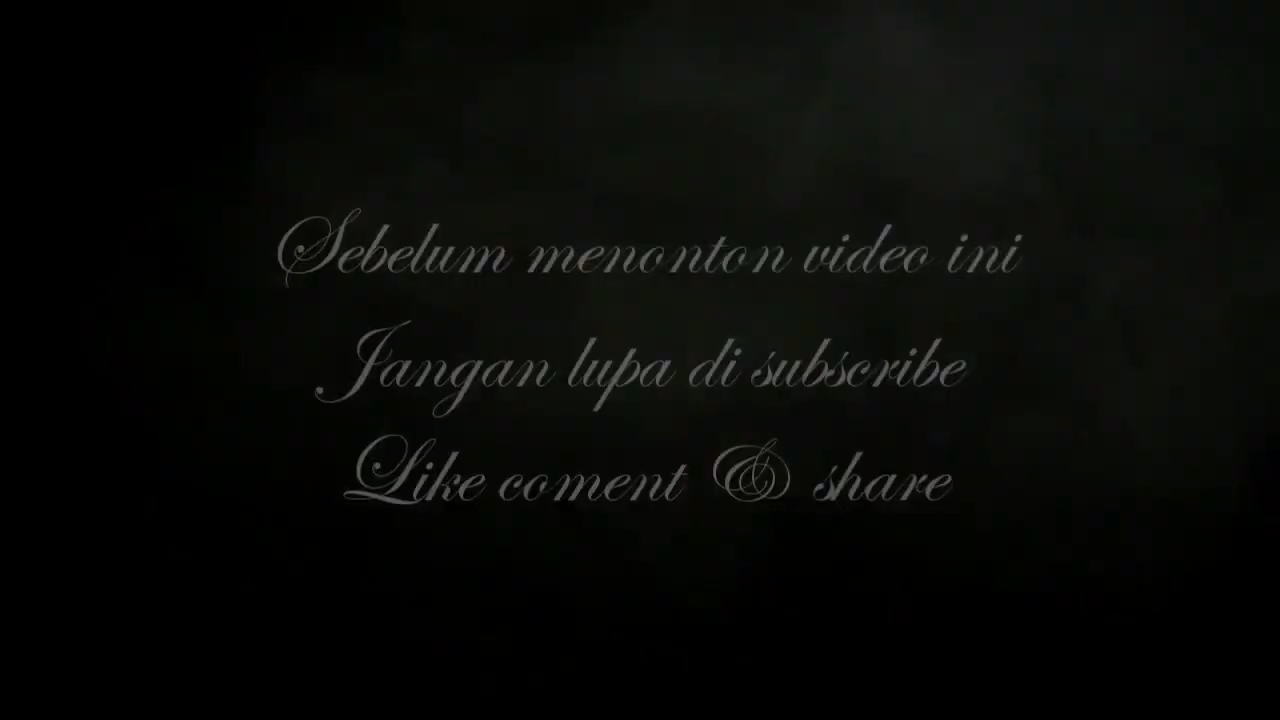 Sebelum menonton video ini
Jangan lupa di subscribe
Like coment & share